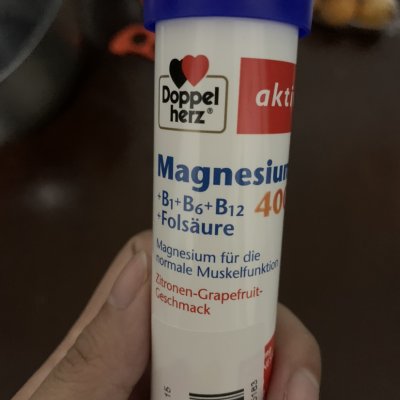 Doppel
herz®
akti
Magnesium
+B1+B6+B12 400
+Folsäure
Magnesium für die
normale Muskelfunktion
Zitronen-Grapefruit-
Geschmack